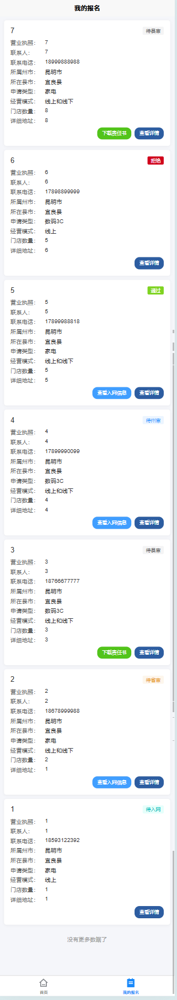 我的报名
7 待县审
营业执照： 7
联系人： 7
联系电话： 18999888988
所属州市： 昆明市
所在县市： 宜良县
申请类型： 家电
经营模式： 线上和线下
门店数量： 8
详细地址： 8
下载责任书 查看详情
6 拒绝
营业执照： 6
联系人： 6
联系电话： 17898899999
所属州市： 昆明市
所在县市： 宜良县
申请类型： 数码3C
经营模式： 线上
门店数量： 5
详细地址： 6
查看详情
5 通过
营业执照： 5
联系人： 5
联系电话： 17899988818
所属州市： 昆明市
所在县市： 宜良县
申请类型： 家电
经营模式： 线上和线下
门店数量： 5
详细地址： 5
查看入网信息 查看详情
4 待州审
营业执照： 4
联系人： 4
联系电话： 17899990099
所属州市： 昆明市
所在县市： 宜良县
申请类型： 数码3C
经营模式： 线上和线下
门店数量： 4
详细地址： 4
查看入网信息 查看详情
3 待县审
营业执照： 3
联系人： 3
联系电话： 18766677777
所属州市： 昆明市
所在县市： 宜良县
申请类型： 数码3C
经营模式： 线上和线下
门店数量： 3
详细地址： 3
下载责任书 查看详情
2 待省审
营业执照： 2
联系人： 2
联系电话： 18678999988
所属州市： 昆明市
所在县市： 宜良县
申请类型： 家电
经营模式： 线上和线下
门店数量： 2
详细地址： 1
查看入网信息 查看详情
1 待入网
营业执照： 1
联系人： 1
联系电话： 18593122392
所属州市： 昆明市
所在县市： 宜良县
申请类型： 家电
经营模式： 线上
门店数量： 1
详细地址： 1
查看详情
没有更多数据了
首页 我的报名